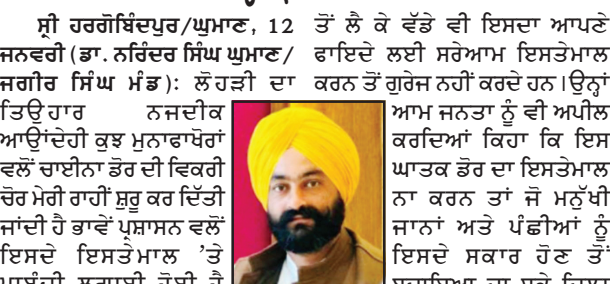 ਸ੍ਰੀ ਹਰਗੋਬਿੰਦਪੁਰ/ਘੁਮਾਣ, 12
ਜਨਵਰੀ (ਡਾ. ਨਰਿੰਦਰ ਸਿੰਘ ਘੁਮਾਣ/
ਜਗੀਰ ਸਿੰਘ ਮੰਡ): ਲੋਹੜੀ ਦਾ
ਤਿਉਹਾਰ ਨਜਦੀਕ
ਆਉਂਦੇਹੀ ਕੁਝ ਮੁਨਾਫਾਖੋਰਾਂ
ਵਲੋਂ ਚਾਈਨਾ ਡੋਰ ਦੀ ਵਿਕਰੀ
ਚੋਰ ਮੇਰੀ ਰਾਹੀਂ ਸ਼ੁਰੂ ਕਰ ਦਿੱਤੀ
ਜਾਂਦੀ ਹੈ ਭਾਵੇਂ ਪ੍ਰਸ਼ਾਸਨ ਵਲੋਂ
ਇਸਦੇ ਇਸਤੇਮਾਲ 'ਤੇ
ਪਾਬੰਦੀ ਲਗਾਈ ਹੋਈ ਹੈ
ਤੋਂ ਲੈ ਕੇ ਵੱਡੇ ਵੀ ਇਸਦਾ ਆਪਣੇ
ਫਾਇਦੇ ਲਈ ਸਰੇਆਮ ਇਸਤੇਮਾਲ
ਕਰਨ ਤੋਂ ਗੁਰੇਜ ਨਹੀਂ ਕਰਦੇ ਹਨ।ਉਨ੍ਹਾਂ
ਆਮ ਜਨਤਾ ਨੂੰ ਵੀ ਅਪੀਲ
ਕਰਦਿਆਂ ਕਿਹਾ ਕਿ ਇਸ
ਘਾਤਕ ਡੋਰ ਦਾ ਇਸਤੇਮਾਲ
ਨਾ ਕਰਨ ਤਾਂ ਜੋ ਮਨੁੱਖੀ
ਜਾਨਾਂ ਅਤੇ ਪੰਛੀਆਂ ਨੂੰ
ਇਸਦੇ ਸਕਾਰ ਹੋਣ ਤੋਂ